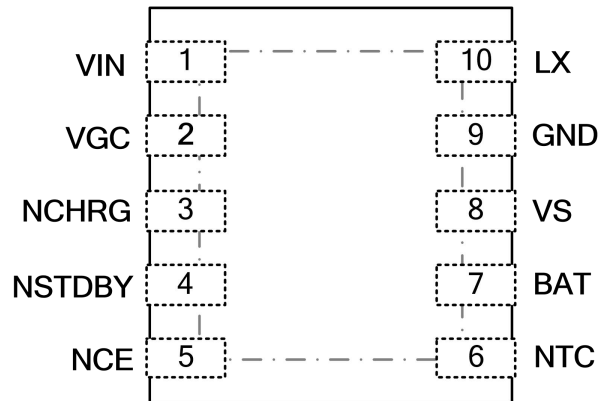 VIN 1 10 LX
VGC 2 9 GND
NCHRG 3 8 VS
NSTDBY 4 7 BAT
NCE 5 6 NTC